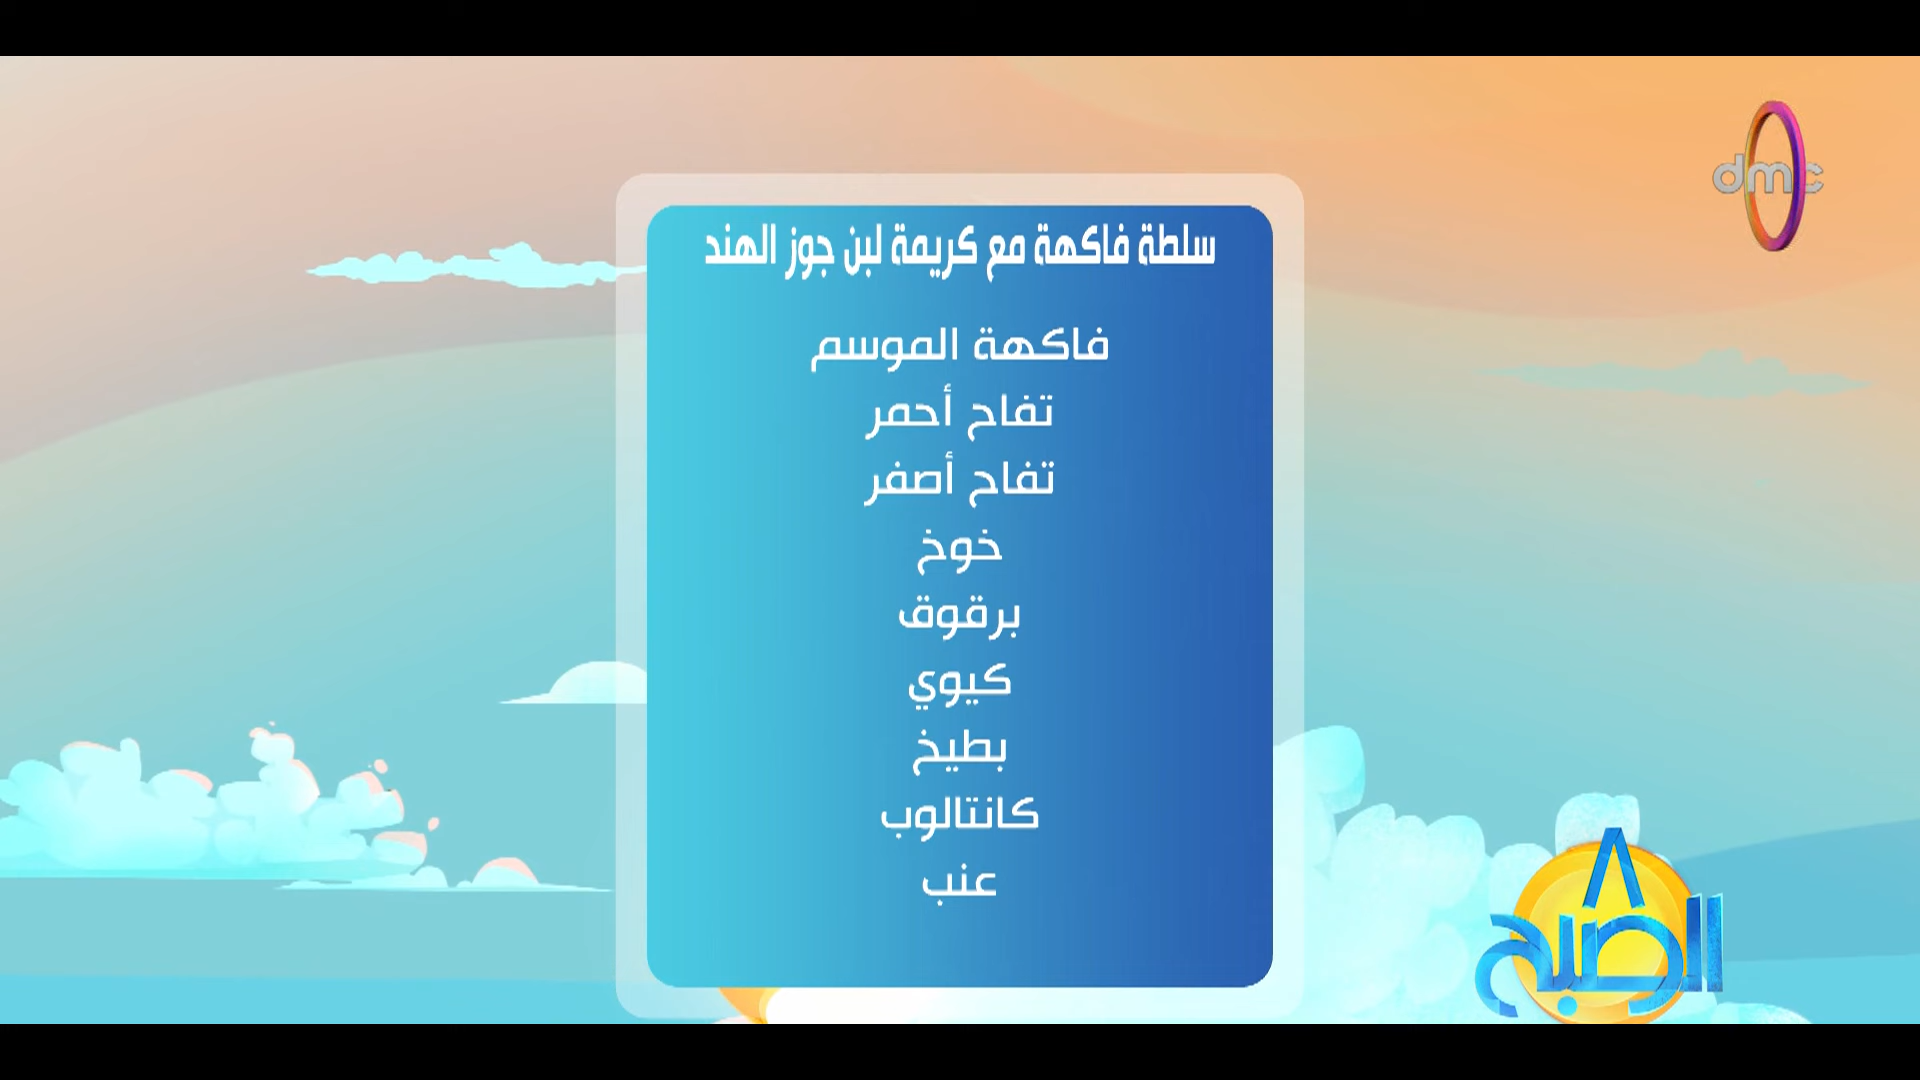 dmc
سلطة فاكهة مع كريمة لبن جوز الهند
فاكهة الموسم
تفاح أحمر
تفاح أصفر
خوخ
برقوق
كيوي
بطيخ
كانتالوب
عنب
٨
الصبح